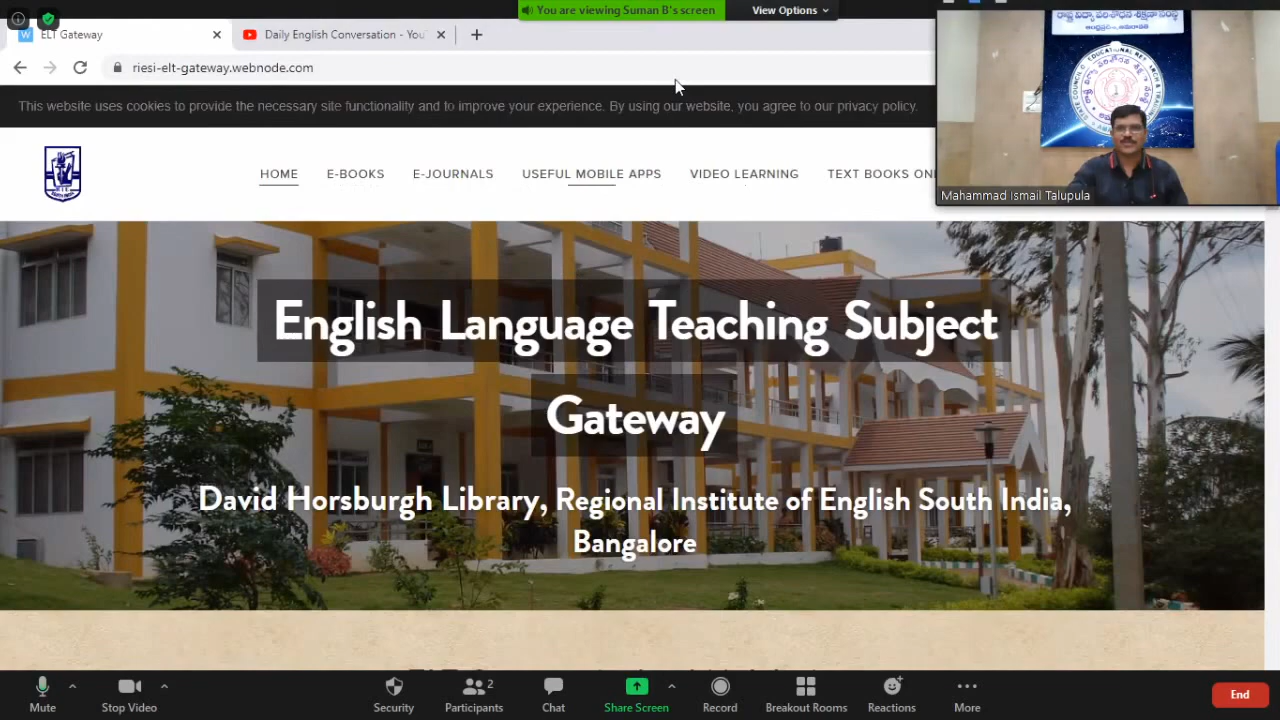 You are viewing Suman B's screen
View Options
ELT Gateway
Daily English Conversation - You
riesi-elt-gateway.webnode.com
This website uses cookies to provide the necessary site functionality and to improve your experience. By using our website, you agree to our privacy policy.
HOME
E-BOOKS
E-JOURNALS
USEFUL MOBILE APPS
VIDEO LEARNING
TEXT BOOKS ONL
రాష్ట్ర విద్యా పరిశోధన శిక్షణా సంస్థ
Mahammad Ismail Talupula
English Language Teaching Subject
Gateway
David Horsburgh Library, Regional Institute of English South India,
Bangalore
Mute
Stop Video
Security
Participants
2
Chat
Share Screen
Record
Breakout Rooms
Reactions
More
End